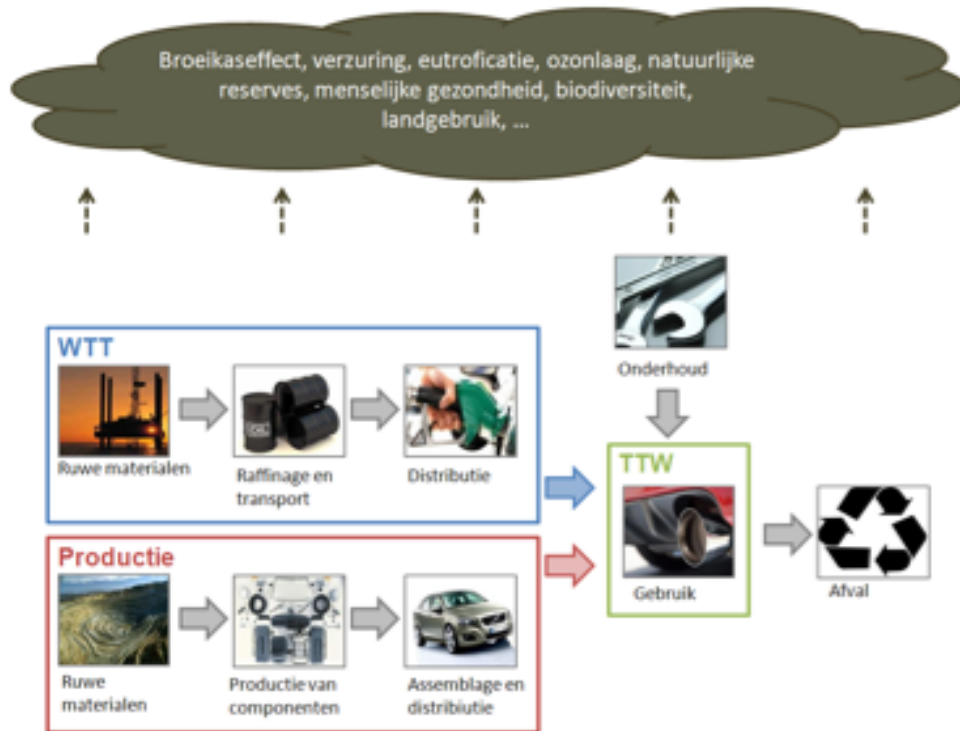 Broeikaseffect, verzuring, eutroficatie, ozonlaag, natuurlijke
reserves, menselijke gezondheid, biodiversiteit,
landgebruik, ...
Onderhoud
WTT
Ruwe materialen
Raffinage en
transport
Distributie
TTW
Gebruik
Afval
Productie
Ruwe
materialen
Productie van
componenten
Assemblage en
distribiutie